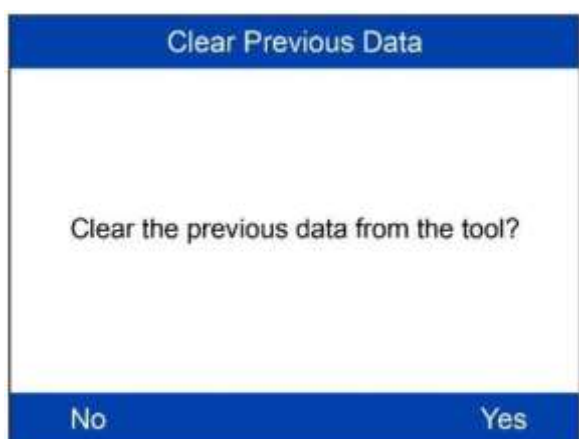 Clear Previous Data
Clear the previous data from the tool?
No Yes